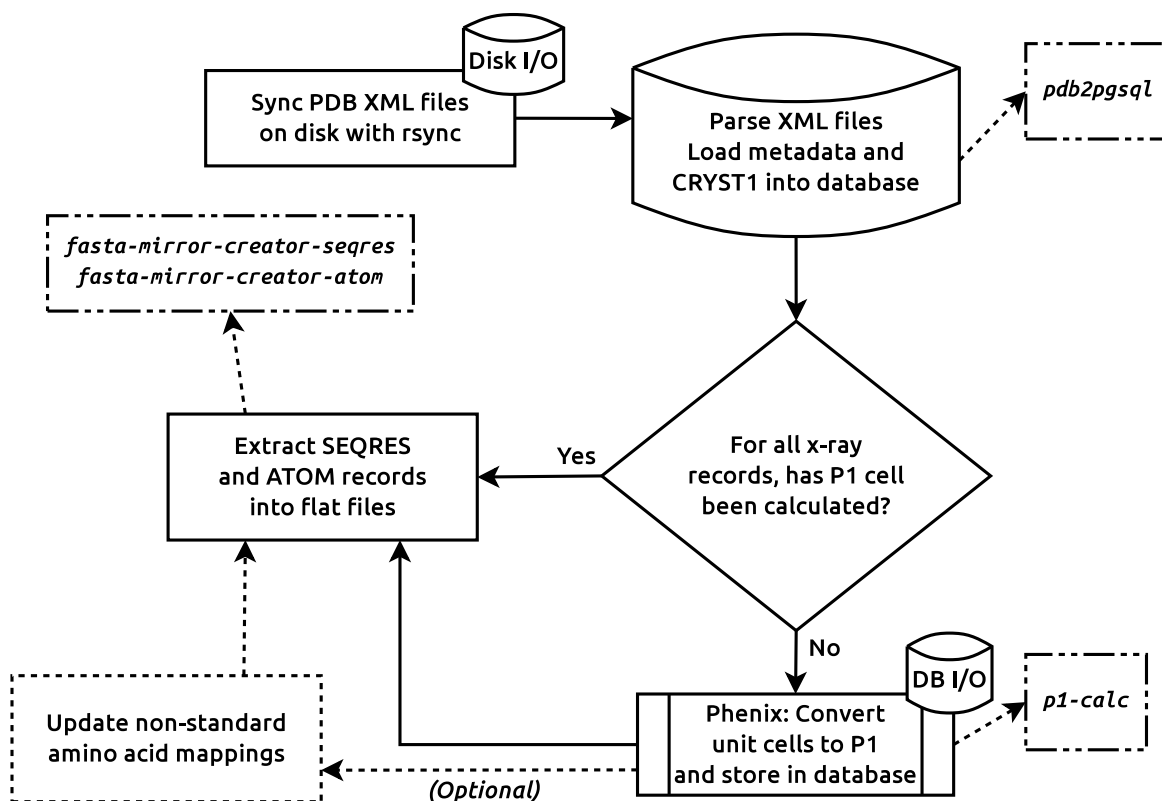 Disk I/O
Sync PDB XML files
on disk with rsync
Parse XML files
Load metadata and
CRYST1 into database
pdb2pgsql
fasta-mirror-creator-seqres
fasta-mirror-creator-atom
Extract SEQRES
and ATOM records
into flat files
Yes
For all x-ray
records, has P1 cell
been calculated?
No
DB I/O
Update non-standard
amino acid mappings
(Optional)
Phenix: Convert
unit cells to P1
and store in database
p1-calc